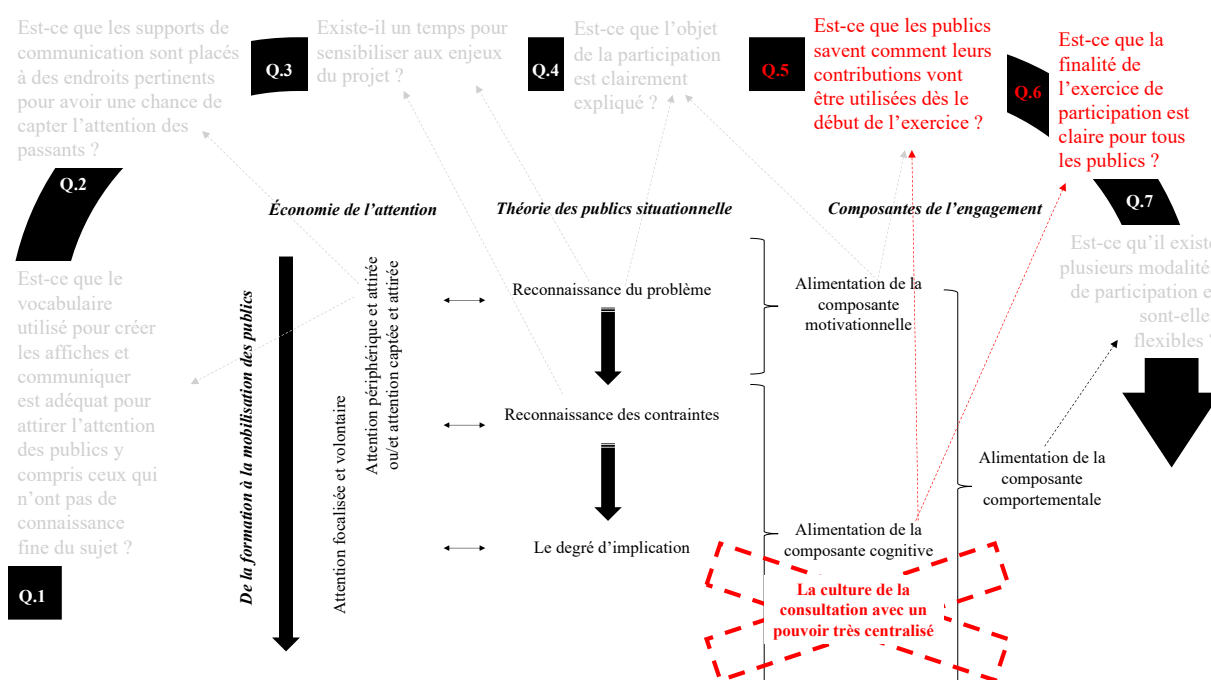 Est-ce que les supports de
communication sont placés
à des endroits pertinents
pour avoir une chance de
capter l'attention des
passants ?
Q.2
Q.3
Existe-il un temps pour
sensibiliser aux enjeux
du projet ?
Q.4
Est-ce que l'objet
de la participation
est clairement
expliqué ?
Q.5
Est-ce que les publics
savent comment leurs
contributions vont
être utilisées dès le
début de l'exercice ?
Q.6
Est-ce que la
finalité de
l'exercice de
participation est
claire pour tous
les publics ?
Q.7
Est-ce qu'il existe
plusieurs modalité
de participation e
sont-elle
flexibles ?
Est-ce que le
vocabulaire
utilisé pour créer
les affiches et
communiquer
est adéquat pour
attirer l'attention
des publics y
compris ceux qui
n'ont pas de
connaissance
fine du sujet ?
Q.1
Économie de l'attention
Théorie des publics situationnelle
Composantes de l'engagement
De la formation à la mobilisation des publics
Attention focalisée et volontaire
Attention périphérique et attirée
ou/et attention captée et attirée
Reconnaissance du problème
Reconnaissance des contraintes
Le degré d'implication
Alimentation de la
composante
motivationnelle
Alimentation de la
composante cognitive
Alimentation de la
composante
comportementale
La culture de la
consultation avec un
pouvoir très centralisé